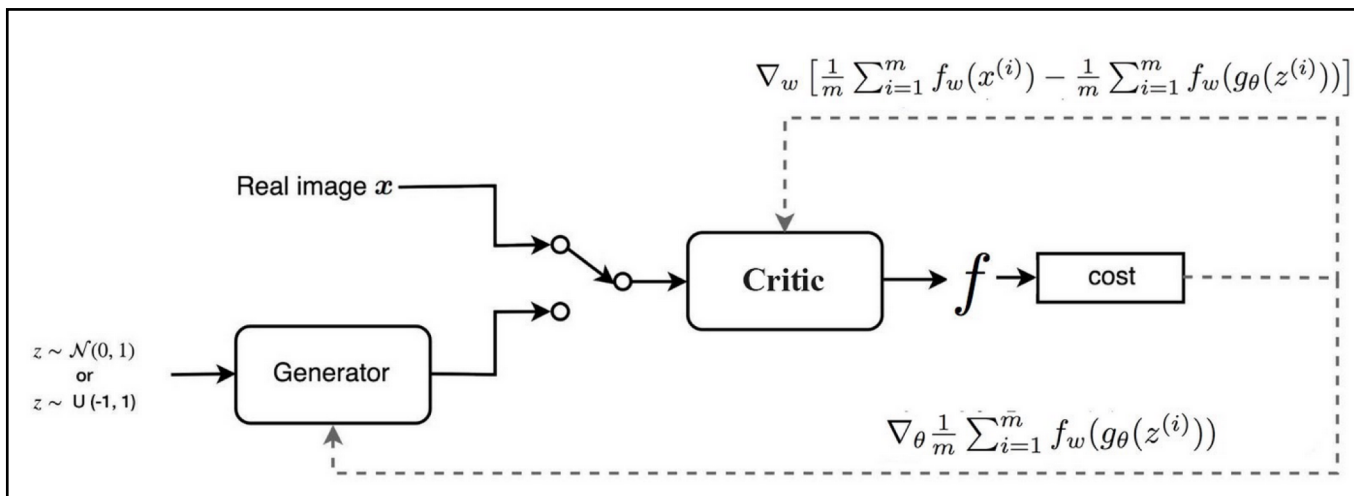 ∇_w [1/m ∑_{i=1}^m f_w(x^{(i)}) − 1/m ∑_{i=1}^m f_w(g_θ(z^{(i)}))]
Real image x
Critic
f
cost
z ∼ 𝒩(0, 1)
or
z ∼ U (-1, 1)
Generator
∇_θ 1/m ∑_{i=1}^m f_w(g_θ(z^{(i)}))